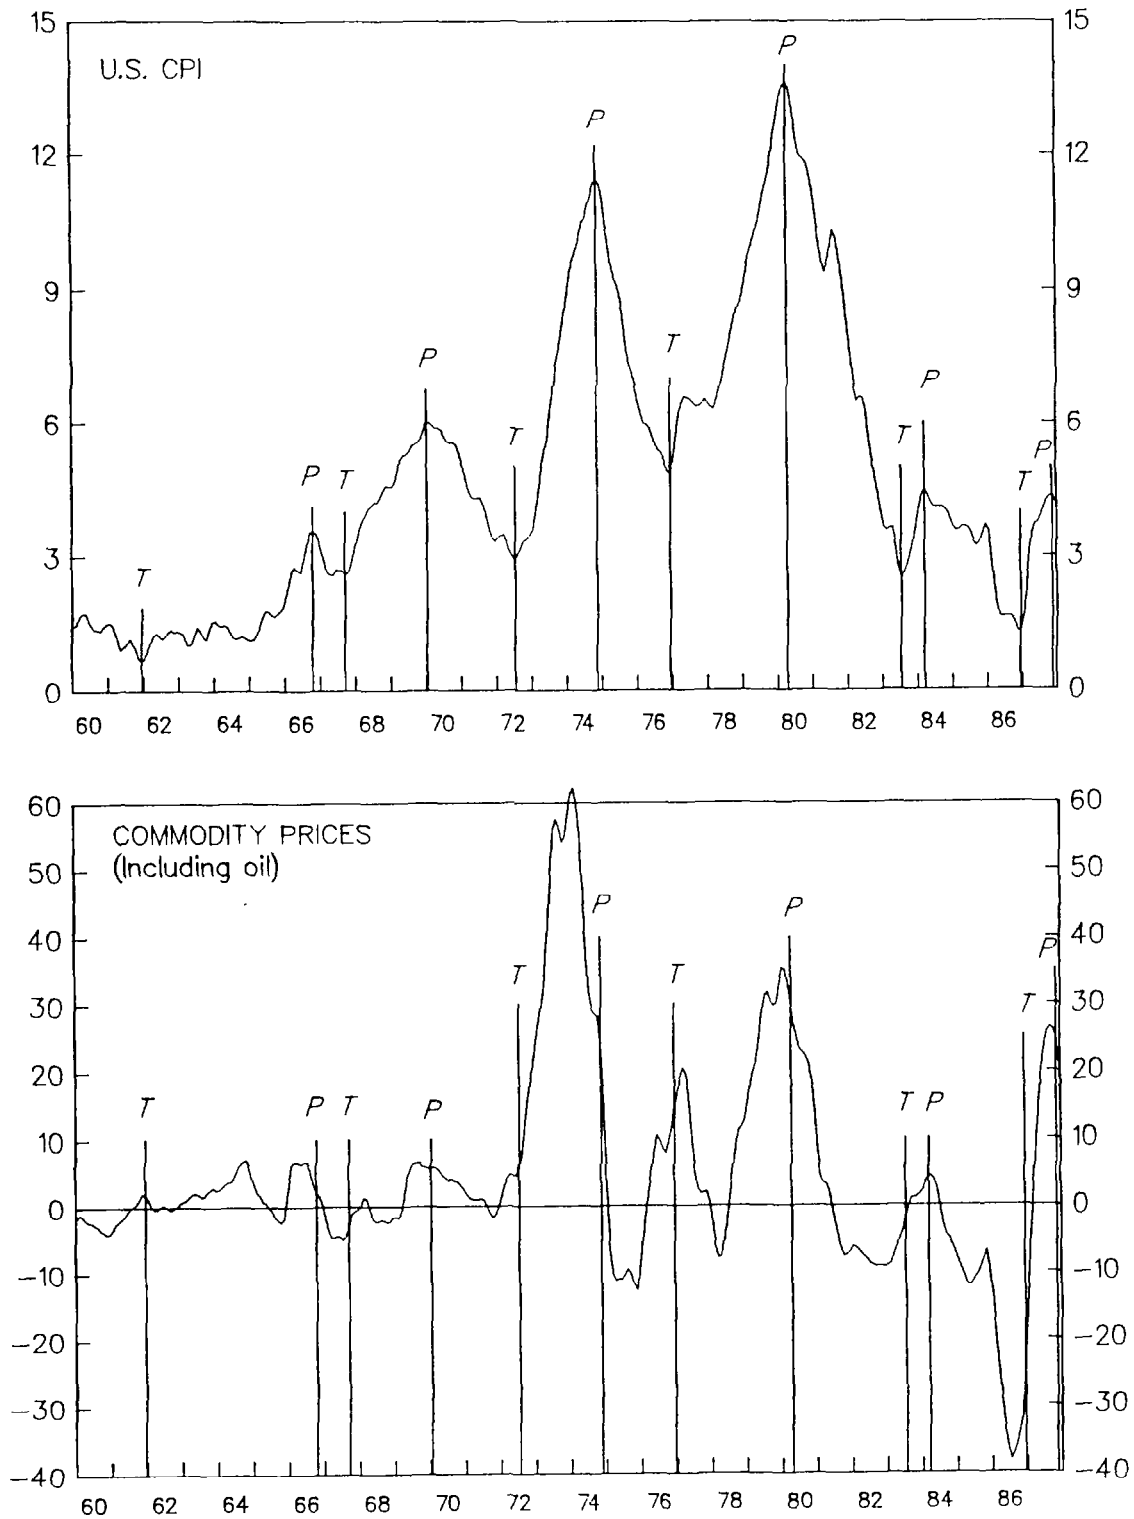 15 15
P
U.S. CPI
P
12 12
9 9
T
P P
6 6
T T P
P T T
3 3
T
0 0
60 62 64 66 68 70 72 74 76 78 80 82 84 86
60 60
COMMODITY PRICES
(Including oil)
50 50
P P
40 40
P
T T
30 30
T
20 20
T P T P T P
10 10
0 0
−10 −10
−20 −20
−30 −30
−40 −40
60 62 64 66 68 70 72 74 76 78 80 82 84 86